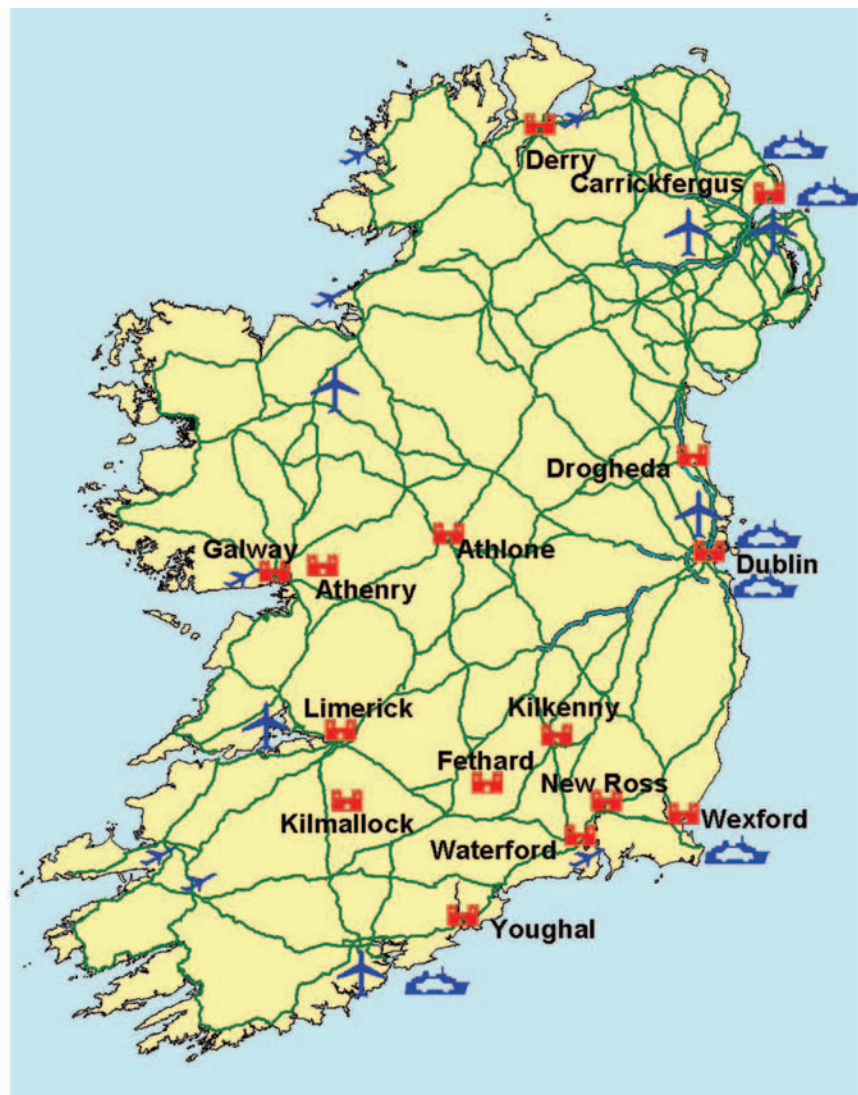 Derry
Carrickfergus
Drogheda
Galway
Athlone
Dublin
Athenry
Limerick
Kilkenny
Fethard
New Ross
Kilmallock
Wexford
Waterford
Youghal